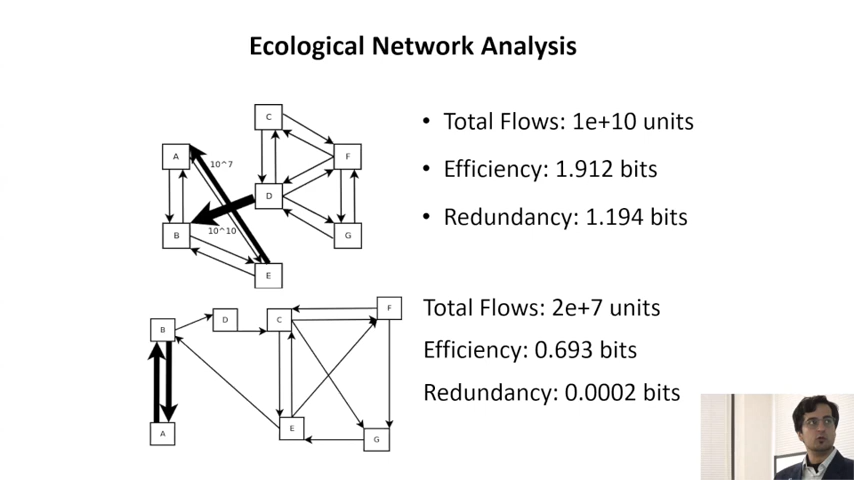 Ecological Network Analysis
C
A
10^7
F
D
B
10^10
G
E
• Total Flows: 1e+10 units
• Efficiency: 1.912 bits
• Redundancy: 1.194 bits
F
B
D
C
E
G
A
Total Flows: 2e+7 units
Efficiency: 0.693 bits
Redundancy: 0.0002 bits